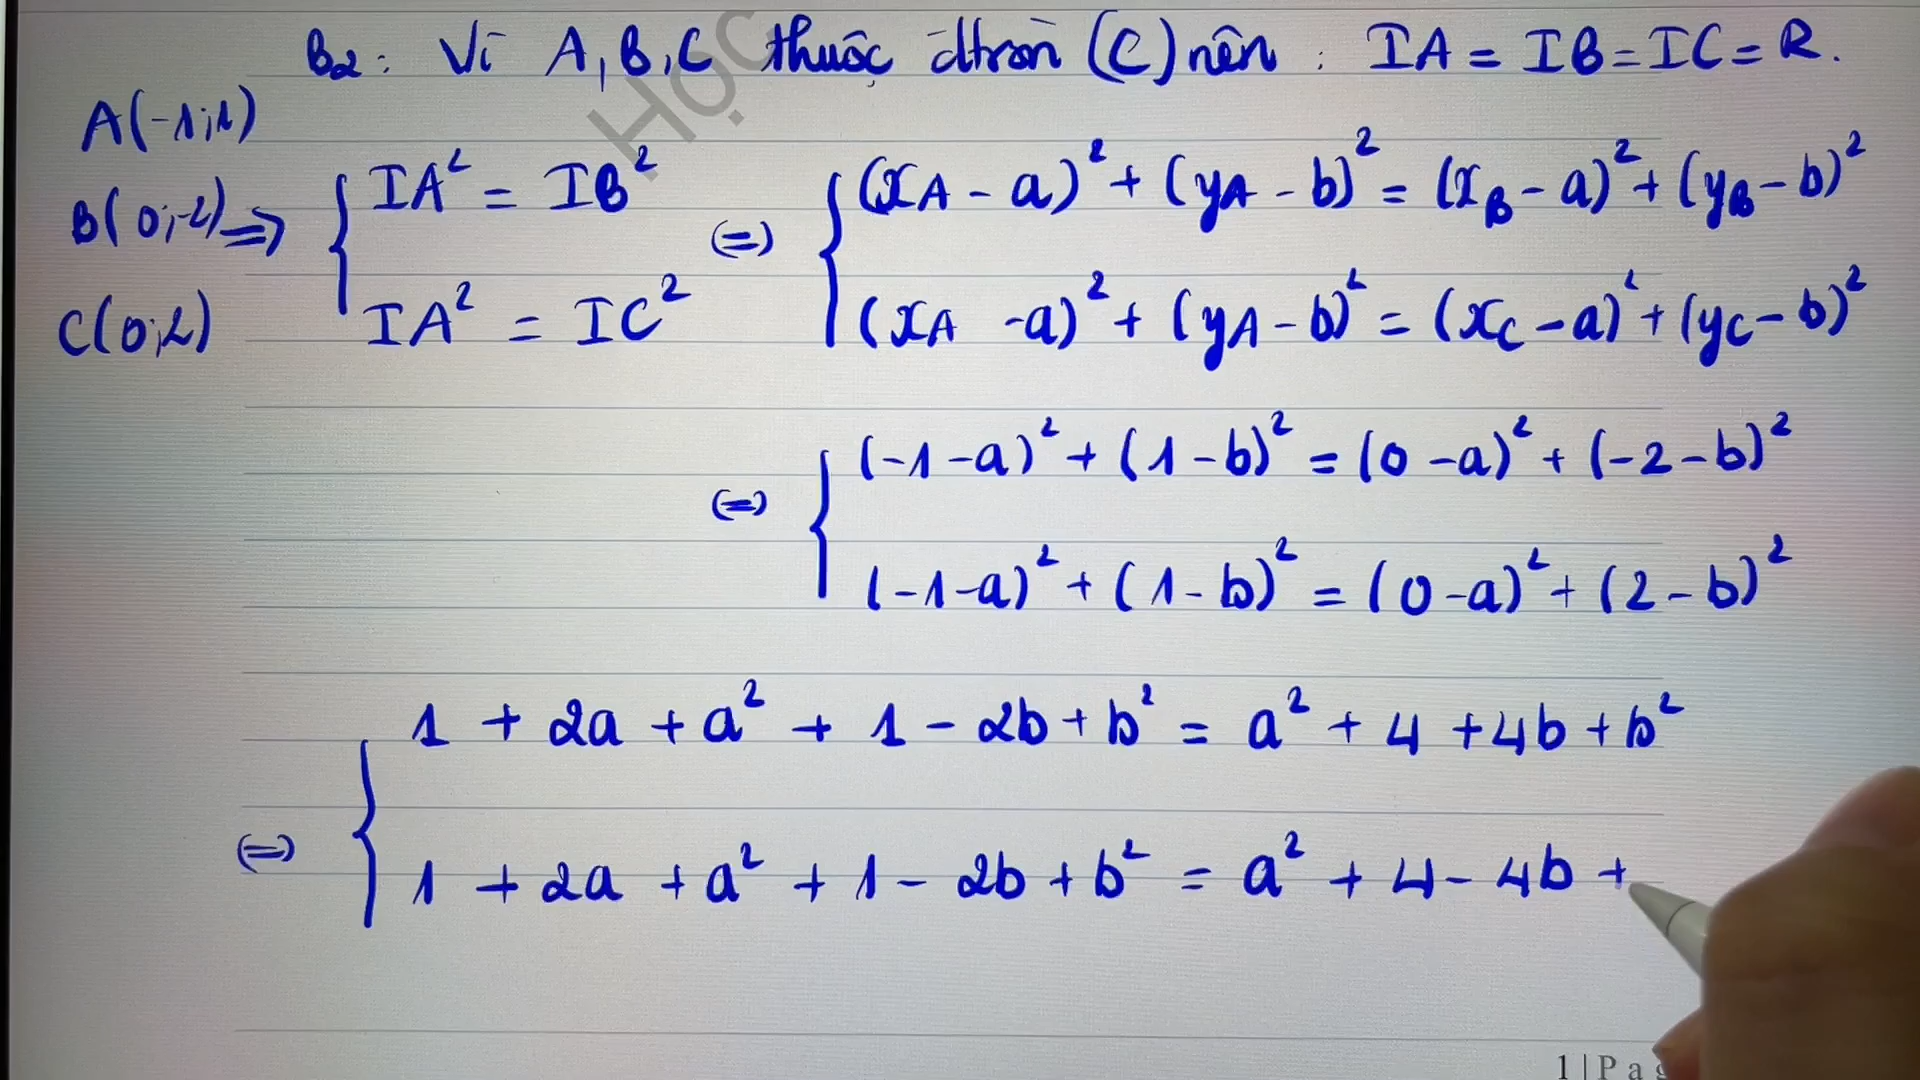 B2: Vì A, B, C thuộc đtròn (C) nên : IA = IB = IC = R.
Học
A(-1;1)
B(0;-2) => { IA² = IB² (=) { (xA - a)² + (yA - b)² = (xB - a)² + (yB - b)²
C(0;2) IA² = IC² (xA - a)² + (yA - b)² = (xC - a)² + (yC - b)²
(=) { (-1-a)² + (1-b)² = (0-a)² + (-2-b)²
(-1-a)² + (1-b)² = (0-a)² + (2-b)²
(=) { 1 + 2a + a² + 1 - 2b + b² = a² + 4 + 4b + b²
1 + 2a + a² + 1 - 2b + b² = a² + 4 - 4b +
1 | Pag